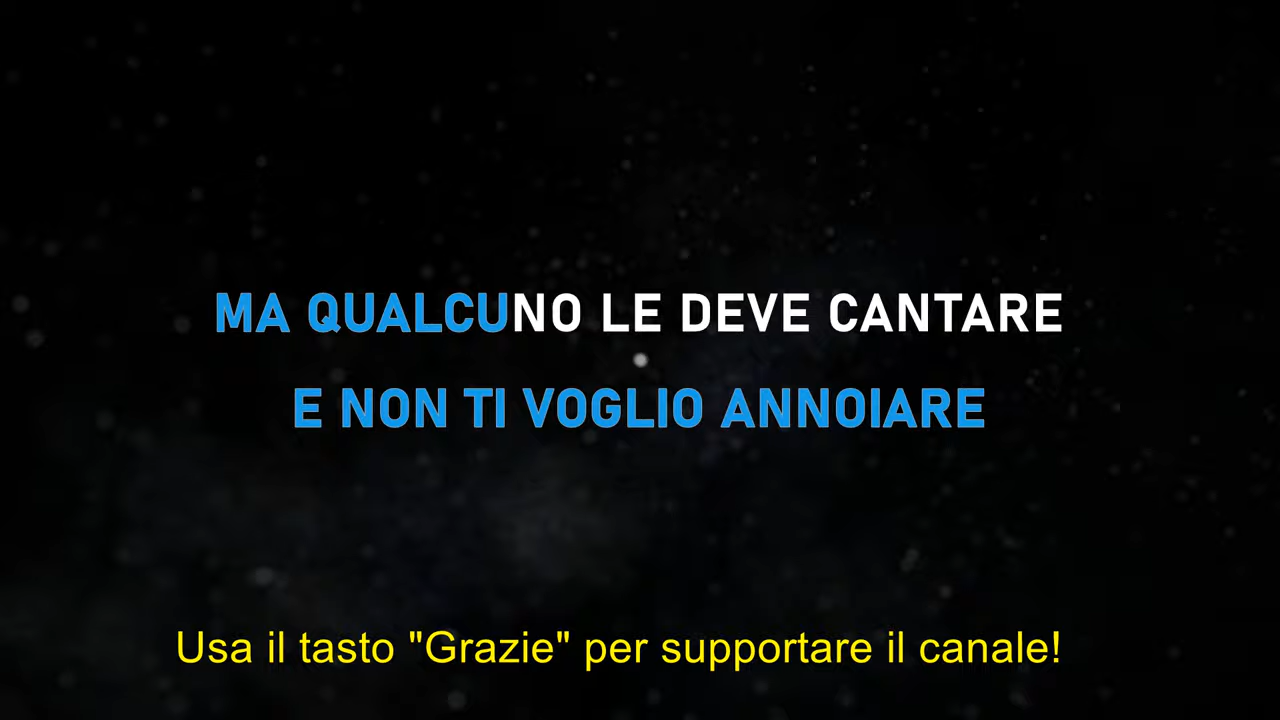 MA QUALCUNO LE DEVE CANTARE
E NON TI VOGLIO ANNOIARE
Usa il tasto "Grazie" per supportare il canale!